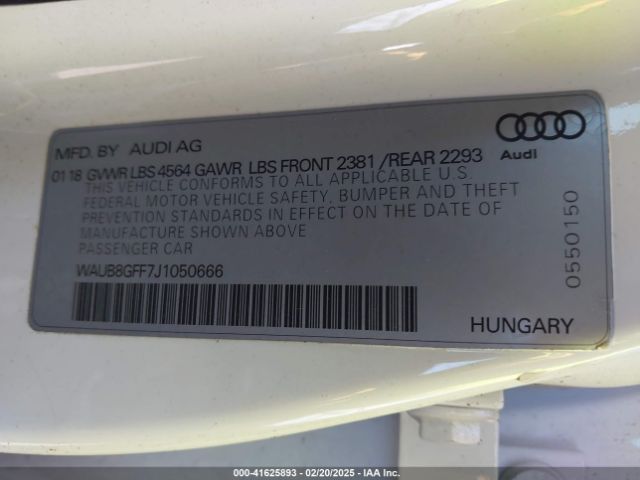 MFD. BY AUDI AG
01 18 GVWR LBS 4564 GAWR LBS FRONT 2381 /REAR 2293
Audi
THIS VEHICLE CONFORMS TO ALL APPLICABLE U.S.
FEDERAL MOTOR VEHICLE SAFETY, BUMPER AND THEFT
PREVENTION STANDARDS IN EFFECT ON THE DATE OF
MANUFACTURE SHOWN ABOVE
PASSENGER CAR
WAUB8GFF7J1050666
0550150
HUNGARY
000-41625893 - 02/20/2025 - IAA Inc.